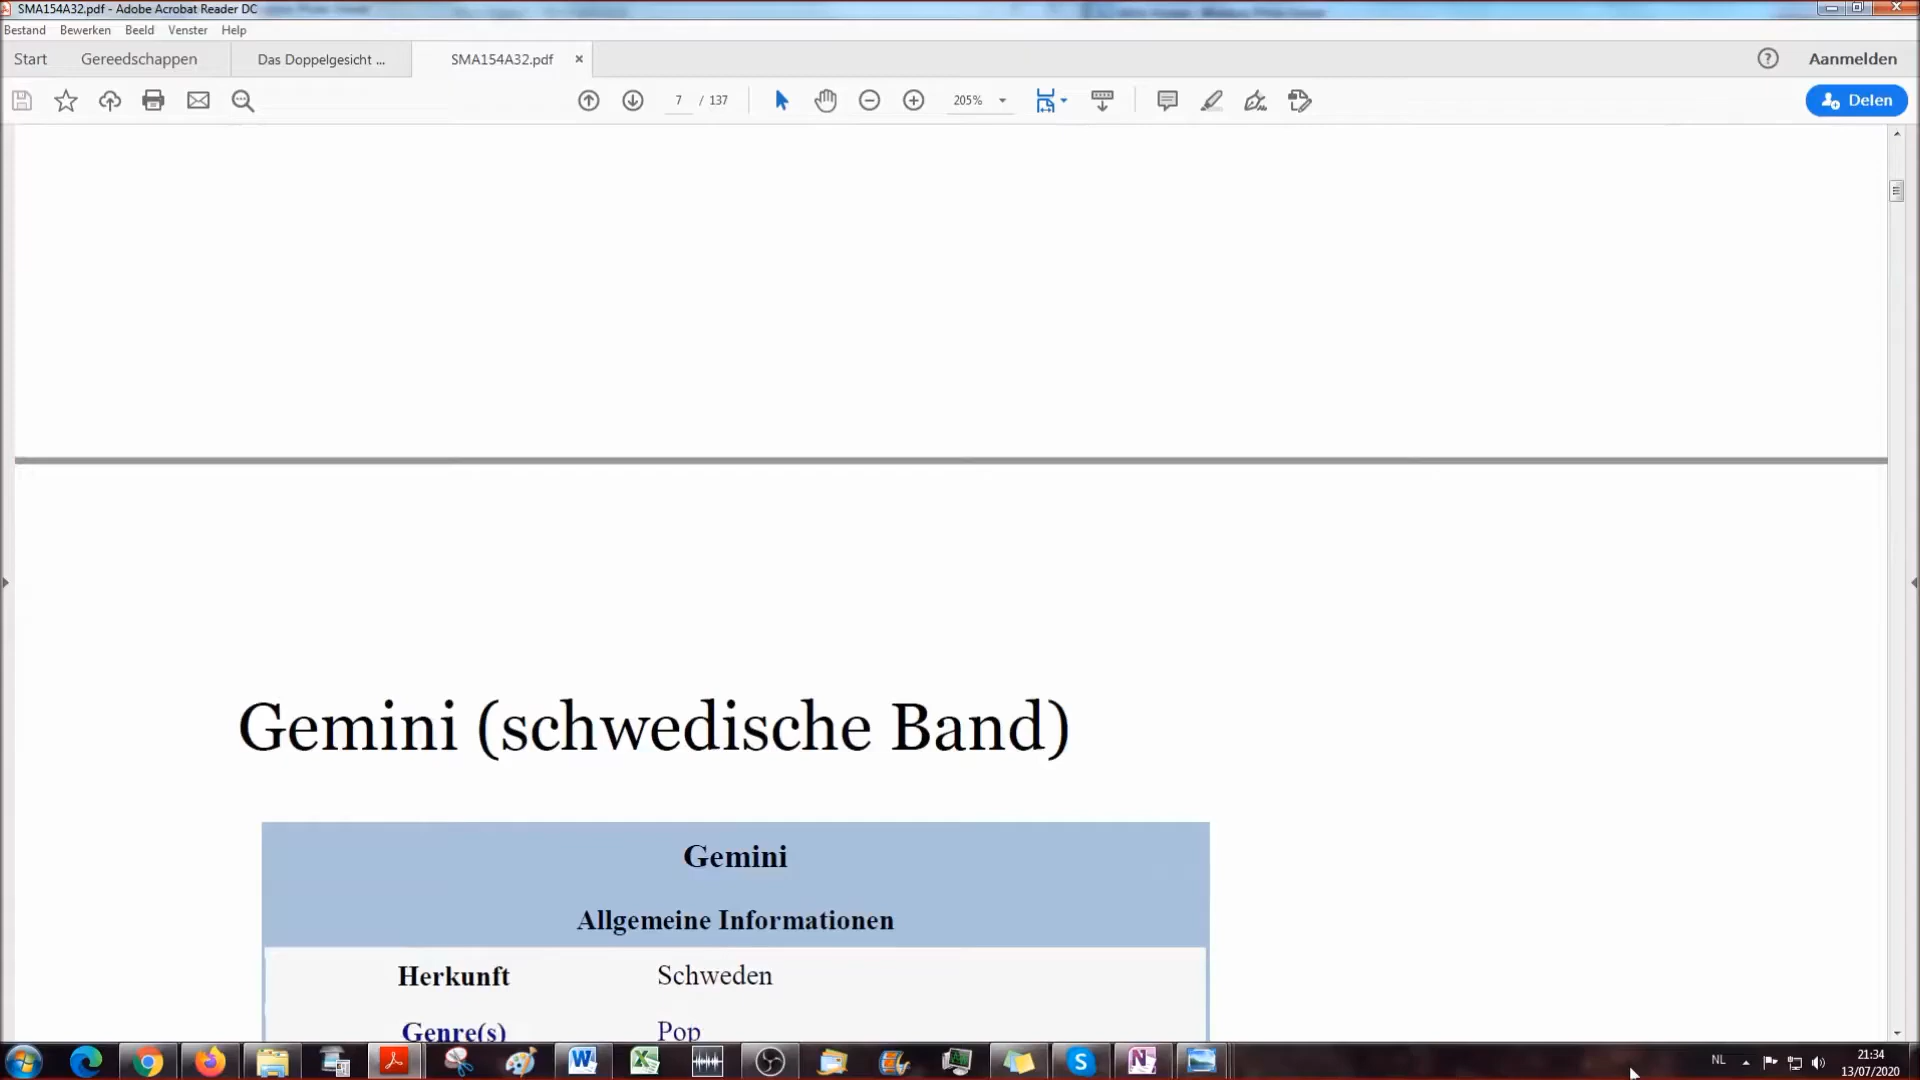 SMA154A32.pdf - Adobe Acrobat Reader DC
Bestand Bewerken Beeld Venster Help
Start Gereedschappen Das Doppelgesicht ... SMA154A32.pdf × Aanmelden
7 / 137 205% Delen
Gemini (schwedische Band)
Gemini
Allgemeine Informationen
Herkunft Schweden
Genre(s) Pop
NL 21:34
13/07/2020